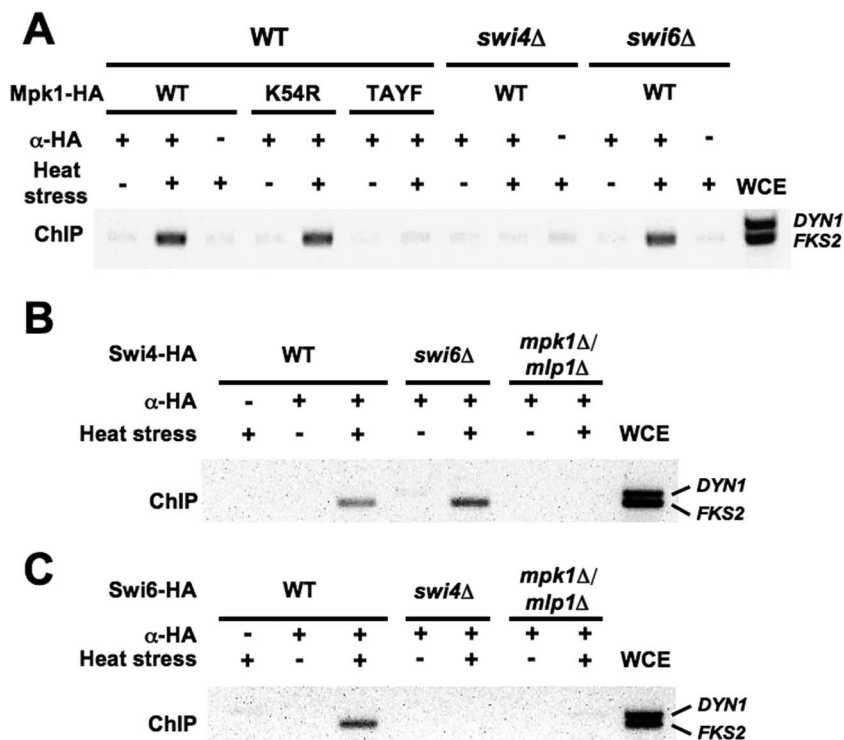 A
WT swi4Δ swi6Δ
Mpk1-HA WT K54R TAYF WT WT
α-HA + + - + + + + + + - + + -
Heat stress - + + - + - + - + + - + + WCE
ChIP DYN1
FKS2
B
Swi4-HA WT swi6Δ mpk1Δ/
mlp1Δ
α-HA - + + + + + +
Heat stress + - + - + - + WCE
ChIP DYN1
FKS2
C
Swi6-HA WT swi4Δ mpk1Δ/
mlp1Δ
α-HA - + + + + + +
Heat stress + - + - + - + WCE
ChIP DYN1
FKS2